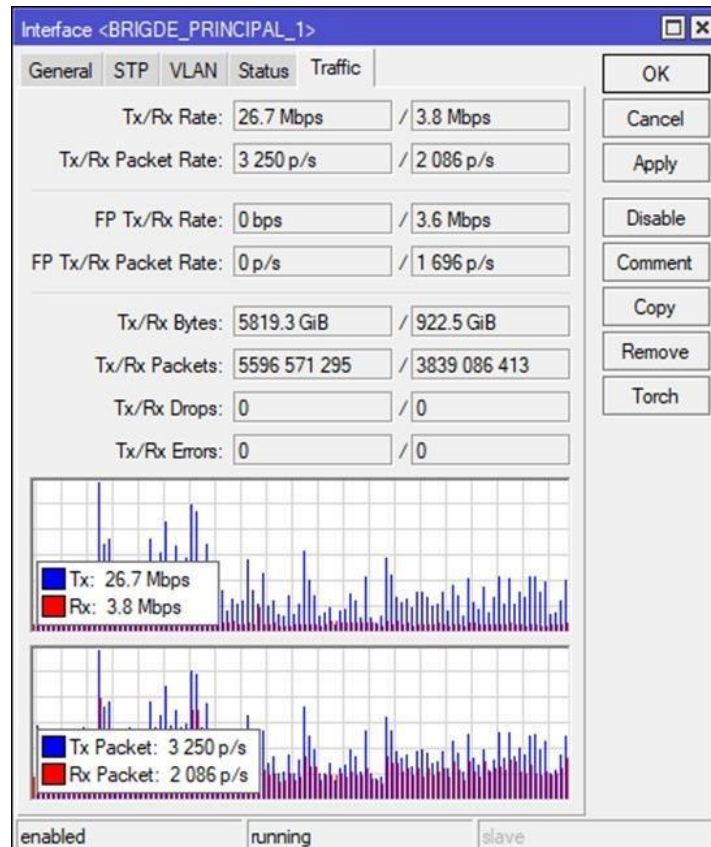 Interface <BRIGDE_PRINCIPAL_1>
General STP VLAN Status Traffic
OK
Cancel
Apply
Disable
Comment
Copy
Remove
Torch
Tx/Rx Rate: 26.7 Mbps / 3.8 Mbps
Tx/Rx Packet Rate: 3 250 p/s / 2 086 p/s
FP Tx/Rx Rate: 0 bps / 3.6 Mbps
FP Tx/Rx Packet Rate: 0 p/s / 1 696 p/s
Tx/Rx Bytes: 5819.3 GiB / 922.5 GiB
Tx/Rx Packets: 5596 571 295 / 3839 086 413
Tx/Rx Drops: 0 / 0
Tx/Rx Errors: 0 / 0
Tx: 26.7 Mbps
Rx: 3.8 Mbps
Tx Packet: 3 250 p/s
Rx Packet: 2 086 p/s
enabled running slave